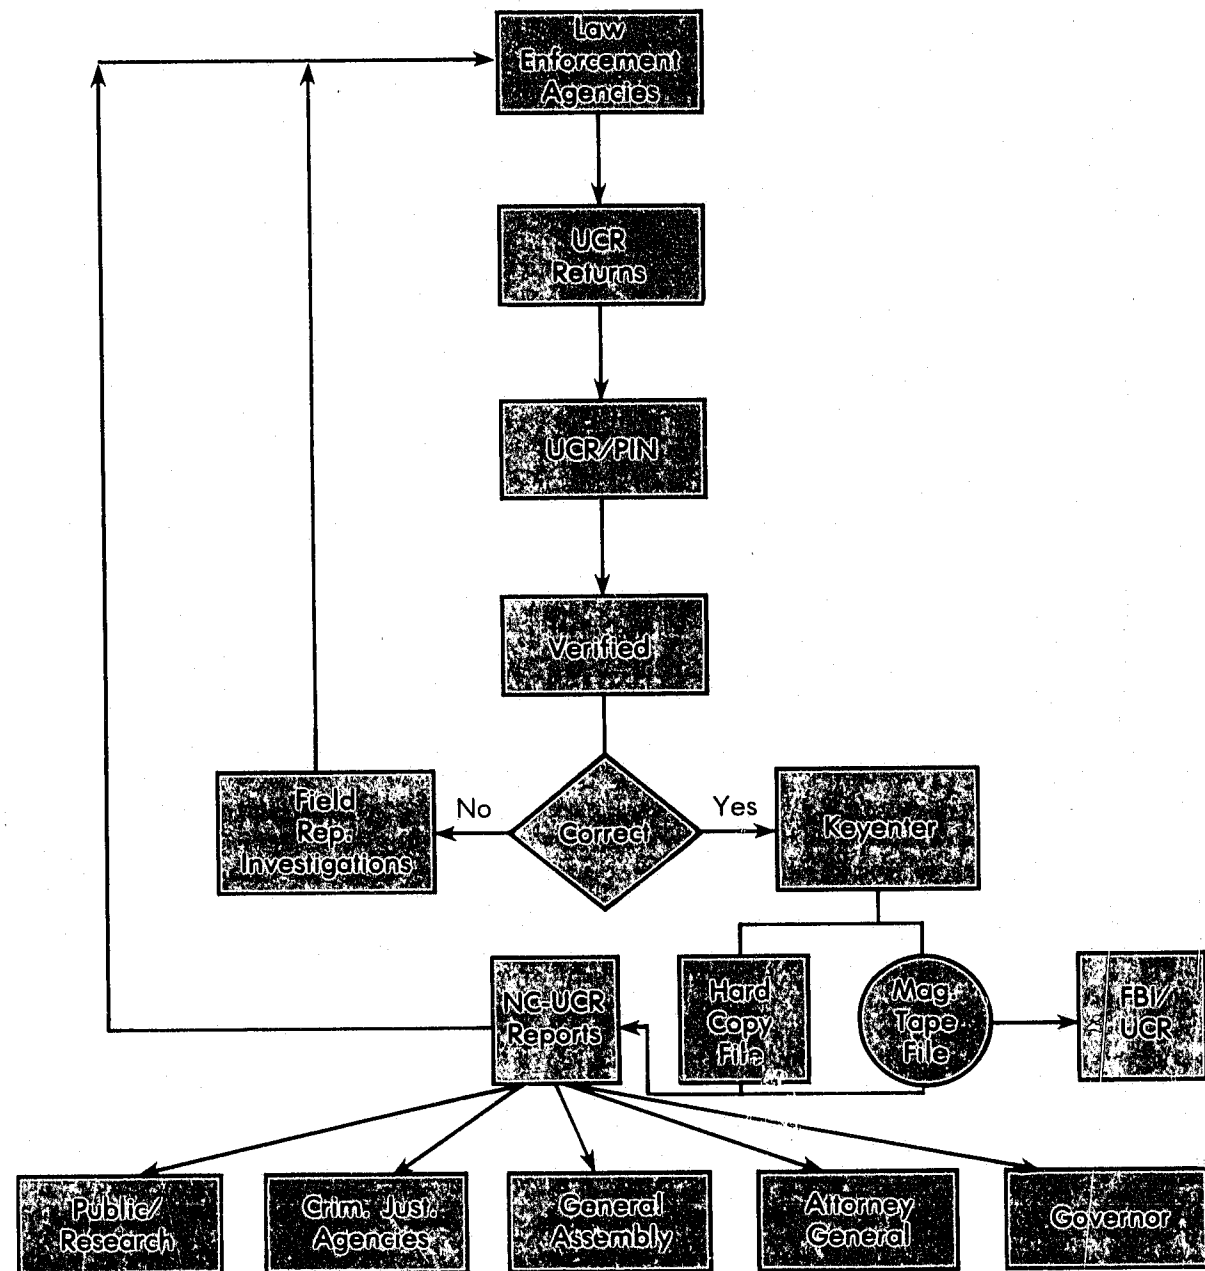 Law
Enforcement
Agencies
UCR
Returns
UCR/PIN
Verified
Field
Rep.
Investigations
No
Correct
Yes
Keyenter
NC-UCR
Reports
Hard
Copy
File
Mag.
Tape
File
FBI/
UCR
Public/
Research
Crim. Just.
Agencies
General
Assembly
Attorney
General
Governor